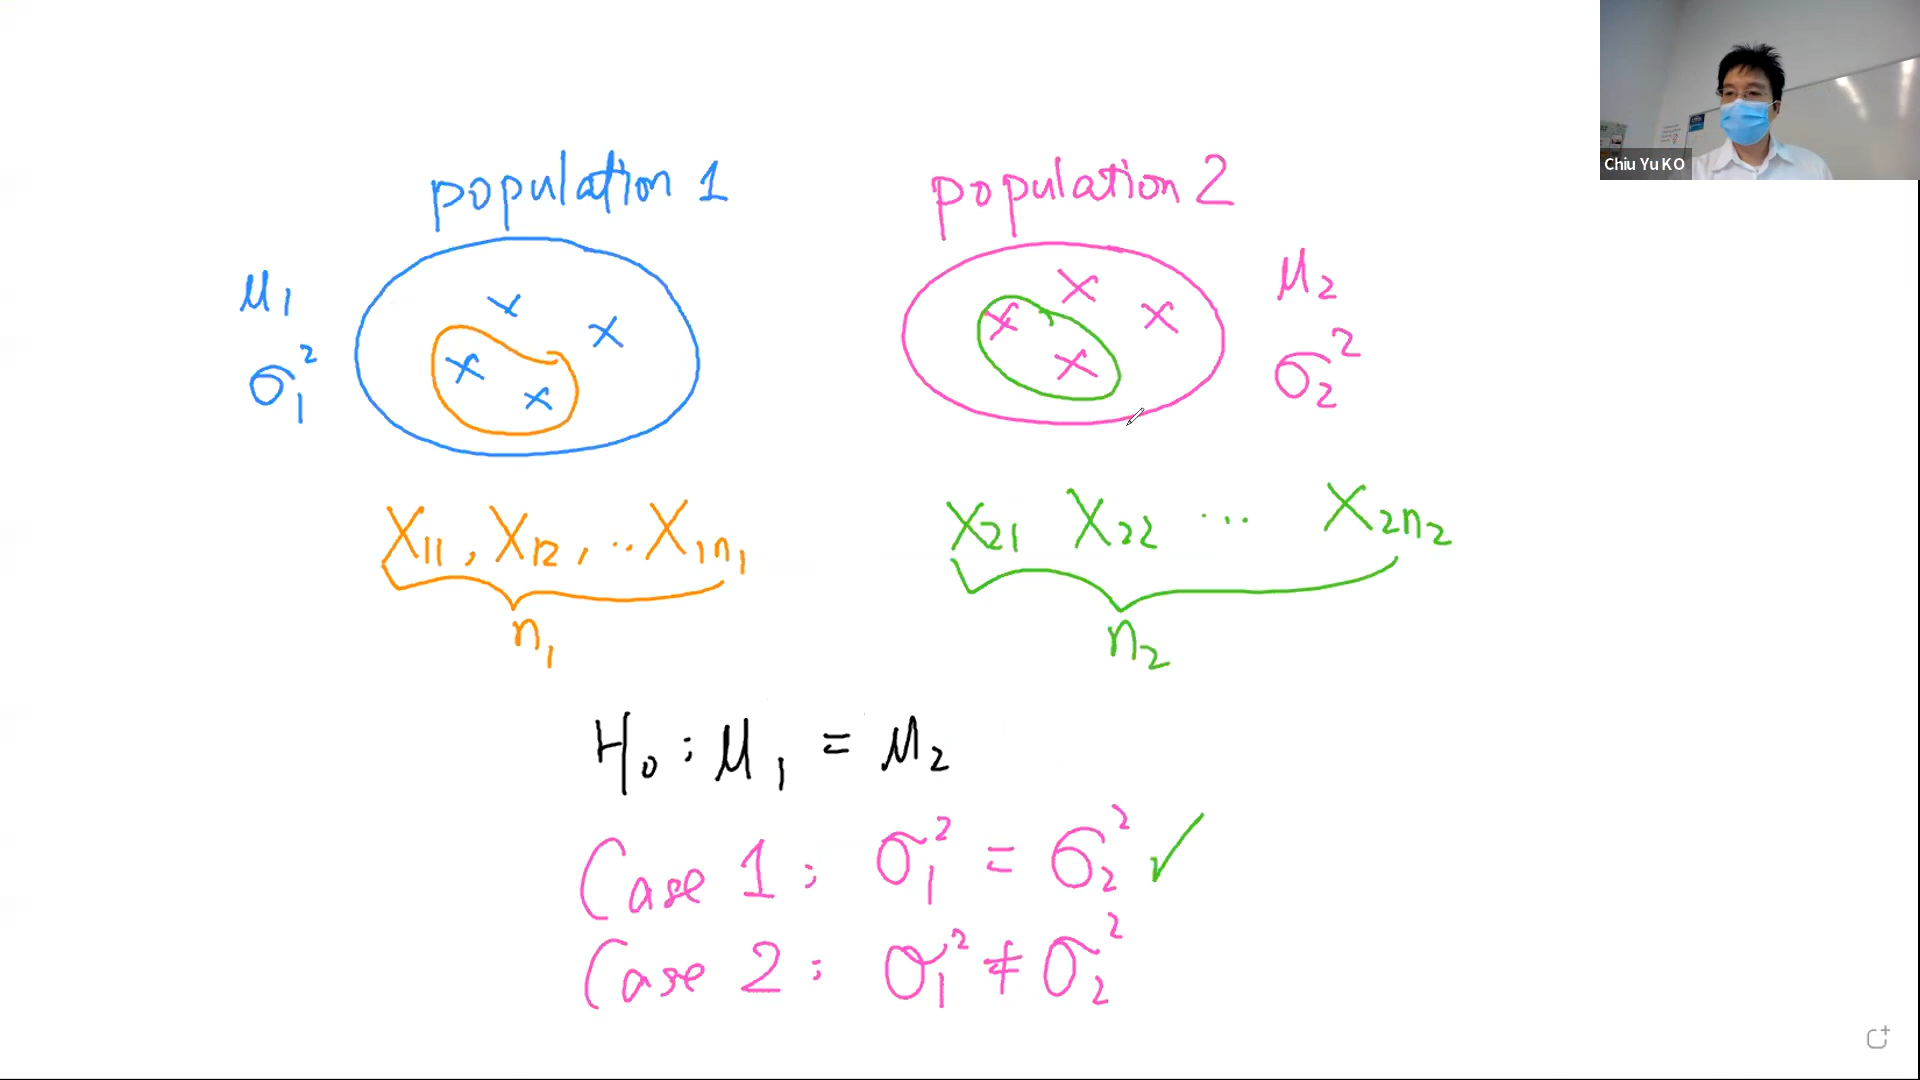 Chiu Yu KO
population 1
population 2
μ₁
σ₁²
μ₂
σ₂²
X₁₁, X₁₂, ..X₁ₙ₁
n₁
X₂₁ X₂₂ ... X₂ₙ₂
n₂
H₀: μ₁ = μ₂
Case 1: σ₁² = σ₂² ✓
Case 2: σ₁² ≠ σ₂²